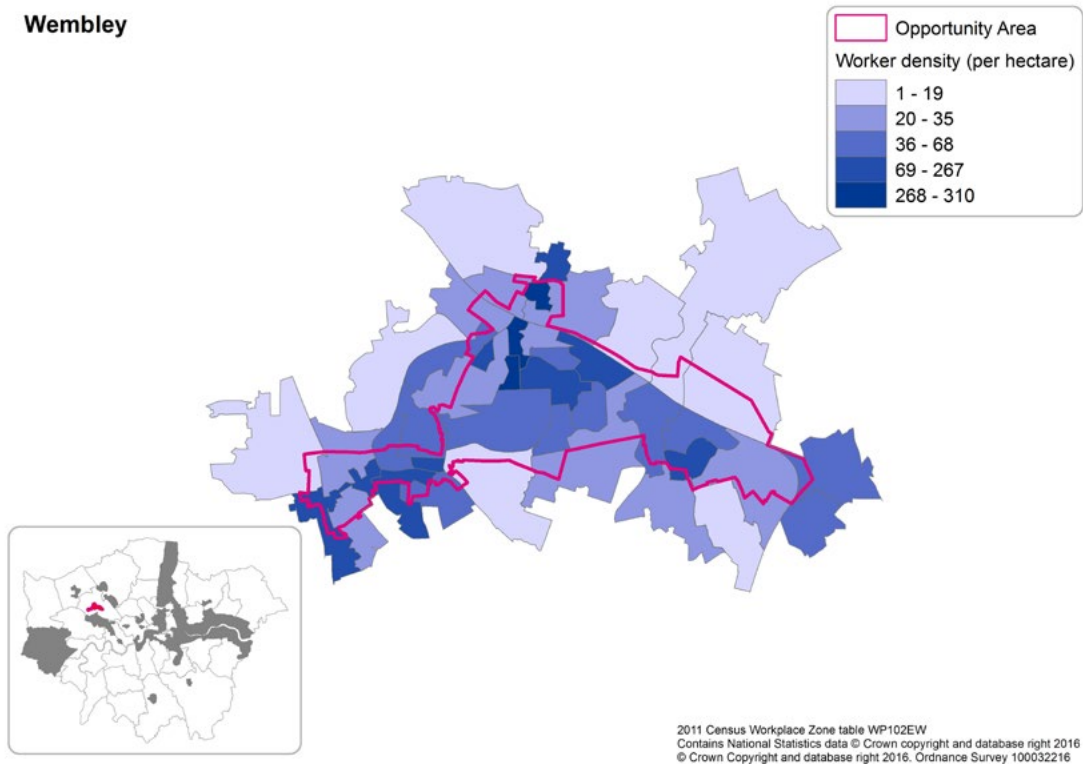 Wembley
Opportunity Area
Worker density (per hectare)
1 - 19
20 - 35
36 - 68
69 - 267
268 - 310
2011 Census Workplace Zone table WP102EW
Contains National Statistics data © Crown copyright and database right 2016
© Crown Copyright and database right 2016. Ordnance Survey 100032216